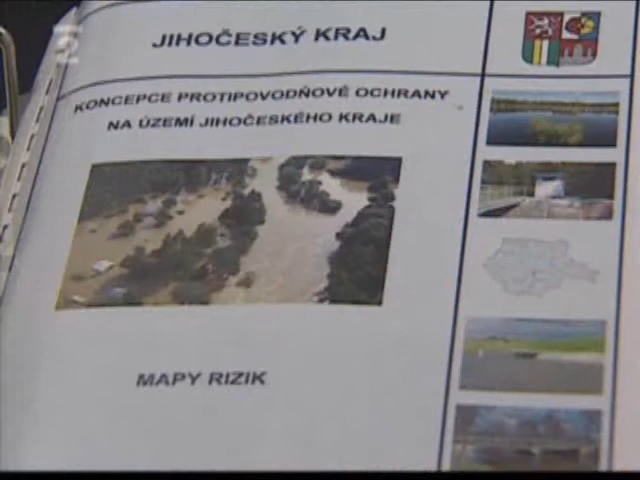 JIHOČESKÝ KRAJ
KONCEPCE PROTIPOVODŇOVÉ OCHRANY
NA ÚZEMÍ JIHOČESKÉHO KRAJE
MAPY RIZIK